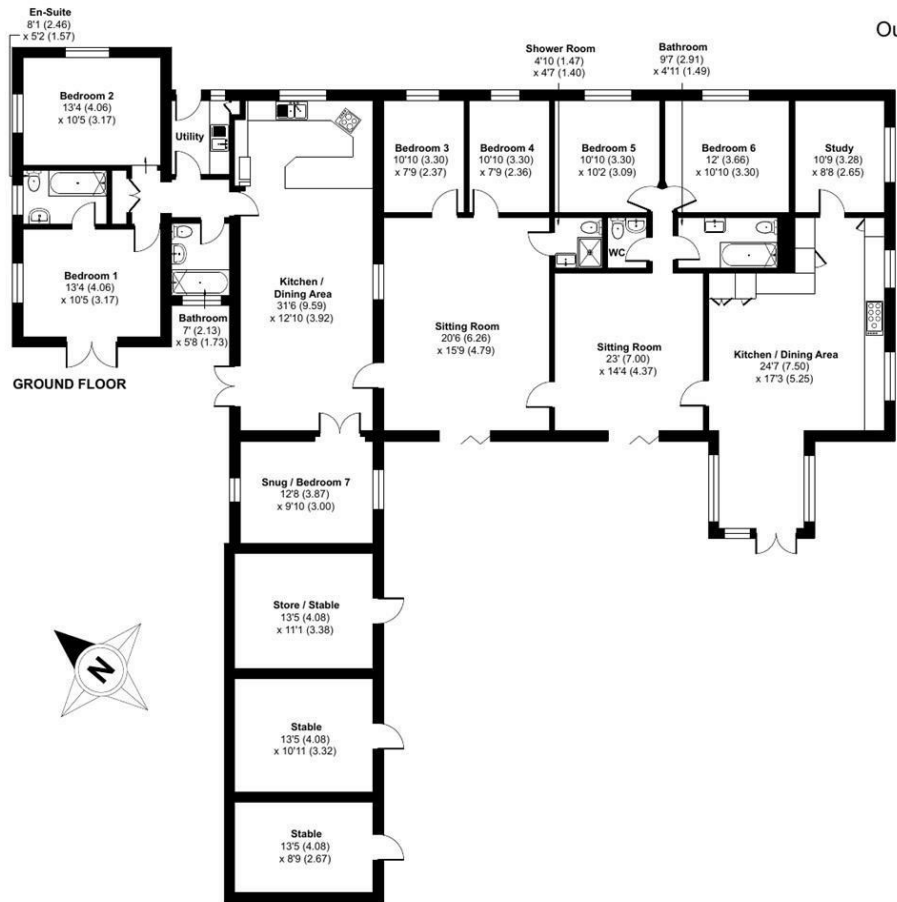 En-Suite
8'1 (2.46)
x 5'2 (1.57)
Shower Room
4'10 (1.47)
x 4'7 (1.40)
Bathroom
9'7 (2.91)
x 4'11 (1.49)
Ou
Bedroom 2
13'4 (4.06)
x 10'5 (3.17)
Utility
Bedroom 3
10'10 (3.30)
x 7'9 (2.37)
Bedroom 4
10'10 (3.30)
x 7'9 (2.36)
Bedroom 5
10'10 (3.30)
x 10'2 (3.09)
Bedroom 6
12' (3.66)
x 10'10 (3.30)
Study
10'9 (3.28)
x 8'8 (2.65)
WC
Bedroom 1
13'4 (4.06)
x 10'5 (3.17)
Bathroom
7' (2.13)
x 5'8 (1.73)
Kitchen /
Dining Area
31'6 (9.59)
x 12'10 (3.92)
Sitting Room
20'6 (6.26)
x 15'9 (4.79)
Sitting Room
23' (7.00)
x 14'4 (4.37)
Kitchen / Dining Area
24'7 (7.50)
x 17'3 (5.25)
GROUND FLOOR
Snug / Bedroom 7
12'8 (3.87)
x 9'10 (3.00)
Store / Stable
13'5 (4.08)
x 11'1 (3.38)
N
Stable
13'5 (4.08)
x 10'11 (3.32)
Stable
13'5 (4.08)
x 8'9 (2.67)